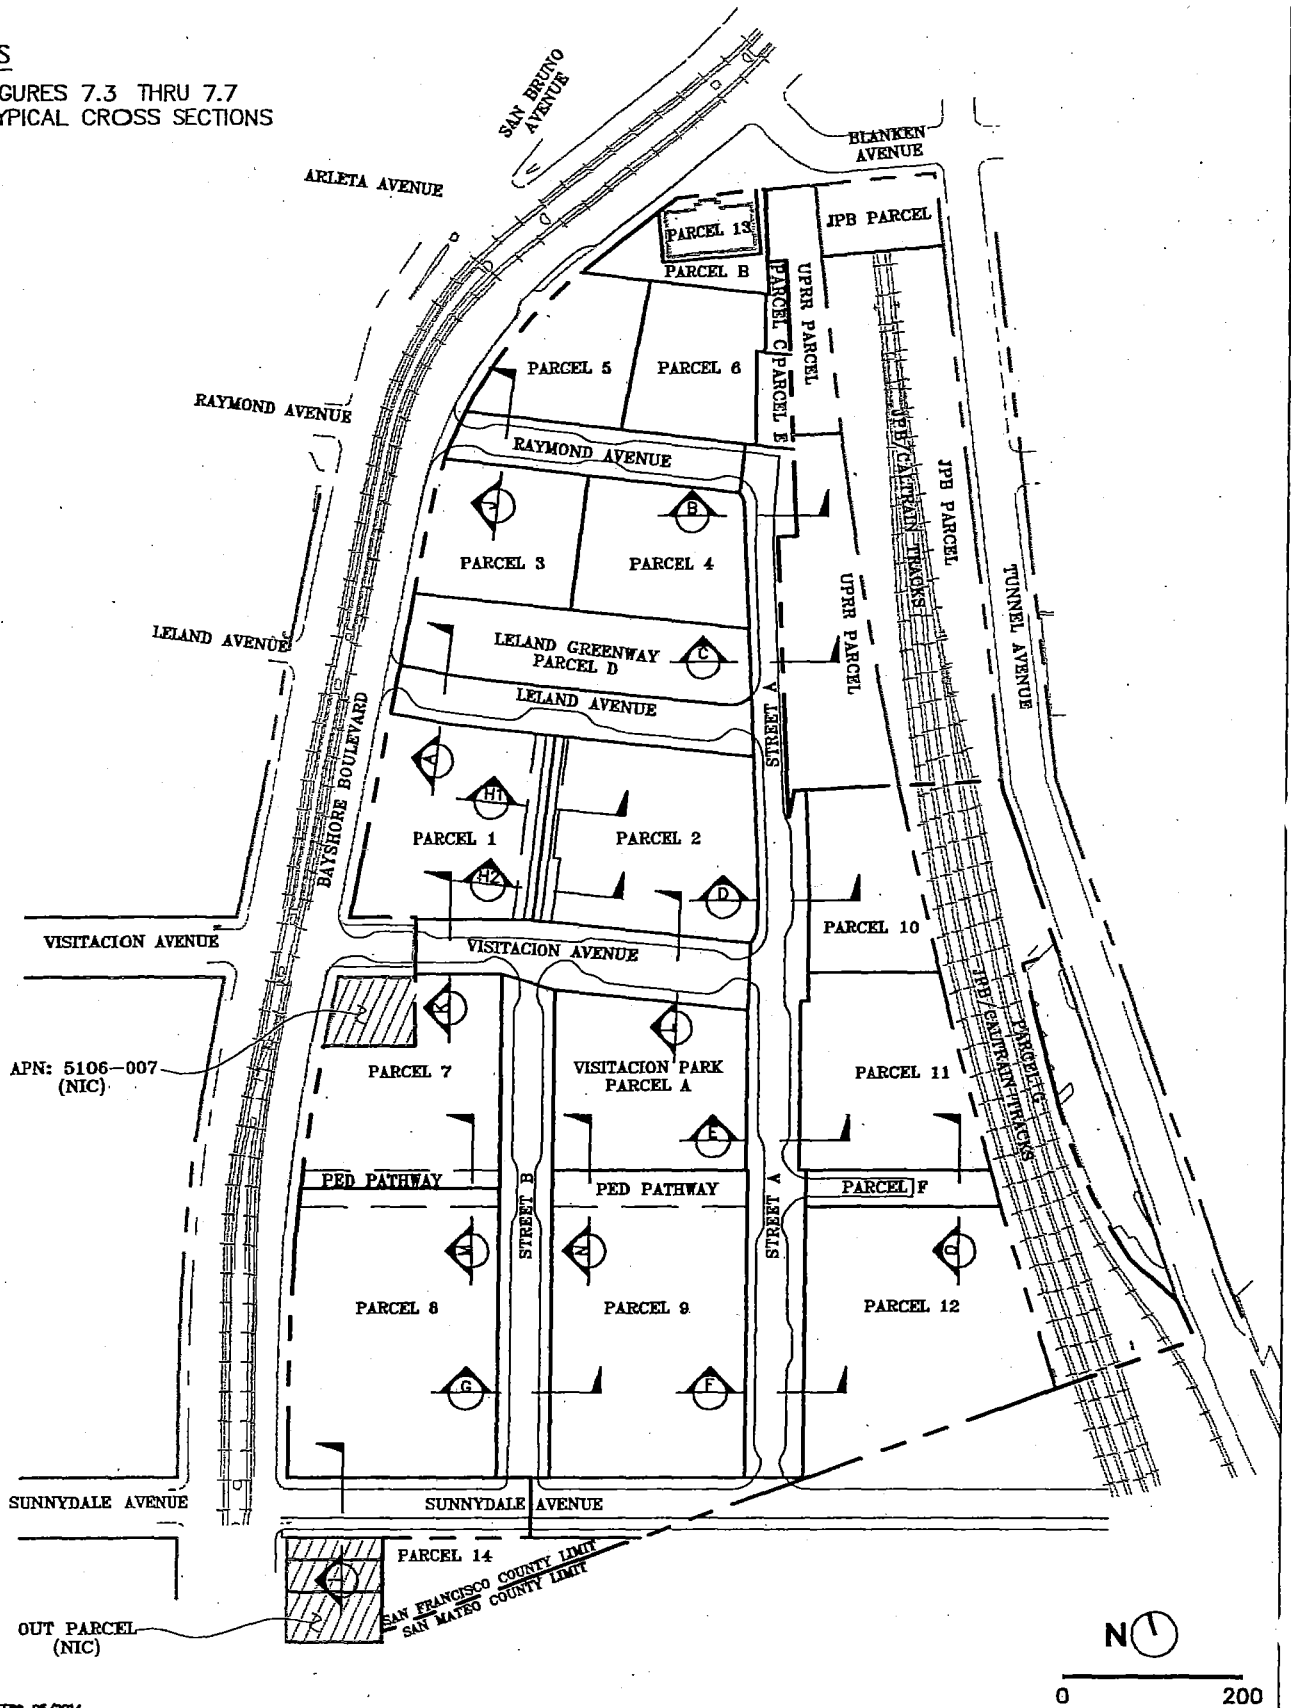 S
GURES 7.3 THRU 7.7
YPICAL CROSS SECTIONS
SAN BRUNO
AVENUE
BLANKEN
AVENUE
ARLETA AVENUE
PARCEL 13
JPB PARCEL
PARCEL B
PARCEL C
UPRR PARCEL
PARCEL 5
PARCEL 6
PARCEL E
RAYMOND AVENUE
RAYMOND AVENUE
JPB/CALTRAIN TRACKS
JPB PARCEL
J
B
PARCEL 3
PARCEL 4
UPRR PARCEL
TUNNEL AVENUE
LELAND AVENUE
LELAND GREENWAY
PARCEL D
C
LELAND AVENUE
STREET A
BAYSHORE BOULEVARD
A
H1
PARCEL 1
PARCEL 2
H2
D
PARCEL 10
VISITACION AVENUE
VISITACION AVENUE
K
JPB/CALTRAIN TRACKS
PARCEL G
APN: 5106-007
(NIC)
PARCEL 7
VISITACION PARK
PARCEL A
PARCEL 11
E
PED PATHWAY
PED PATHWAY
PARCEL F
STREET B
STREET A
M
N
PARCEL 8
PARCEL 9
PARCEL 12
G
F
SUNNYDALE AVENUE
SUNNYDALE AVENUE
PARCEL 14
SAN FRANCISCO COUNTY LIMIT
SAN MATEO COUNTY LIMIT
OUT PARCEL
(NIC)
N
0 200